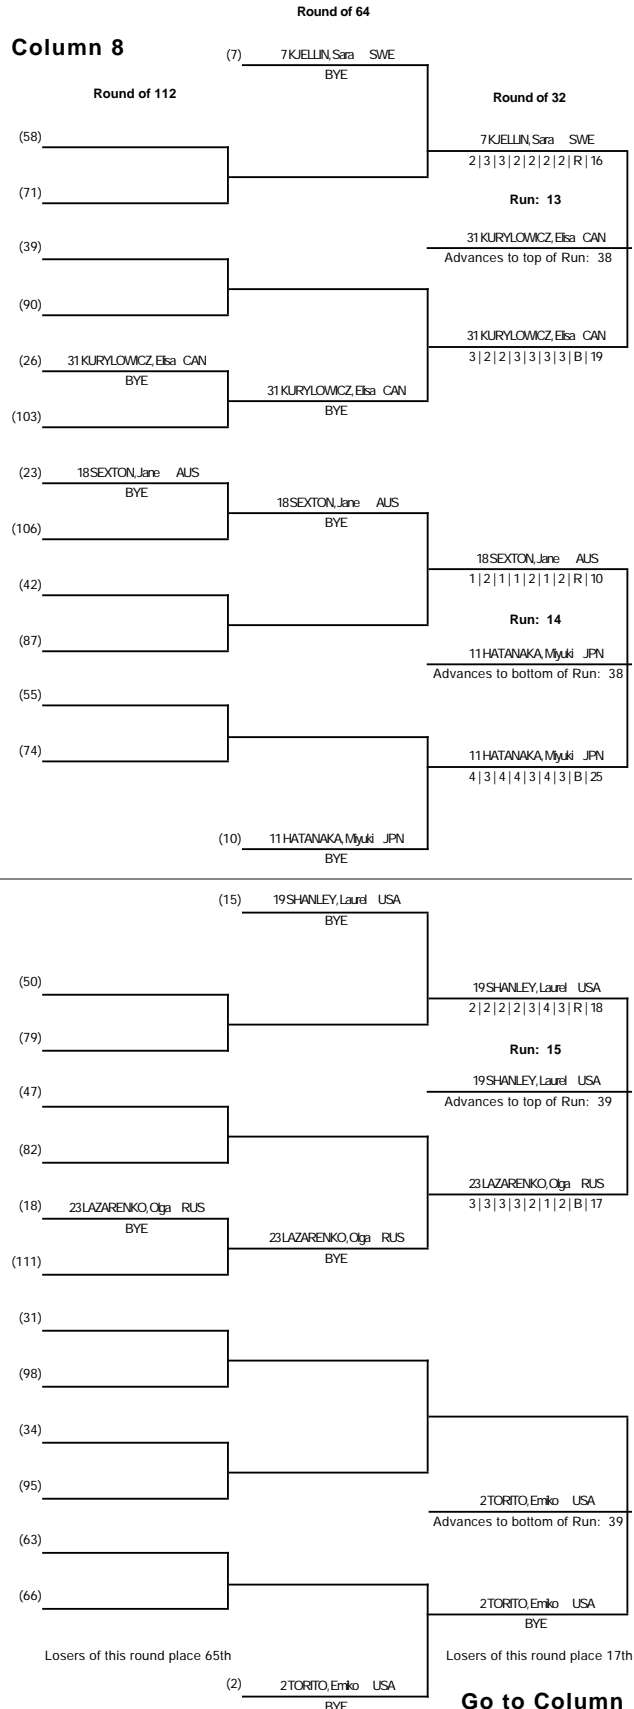 Round of 64
Column 8
(7) 7 KJELLIN, Sara SWE
BYE
Round of 112
Round of 32
(58)
7 KJELLIN, Sara SWE
2 | 3 | 3 | 2 | 2 | 2 | 2 | R | 16
(71)
Run: 13
(39)
31 KURYLOWICZ, Elisa CAN
Advances to top of Run: 38
(90)
31 KURYLOWICZ, Elisa CAN
3 | 2 | 2 | 3 | 3 | 3 | 3 | B | 19
(26) 31 KURYLOWICZ, Elisa CAN
BYE
31 KURYLOWICZ, Elisa CAN
BYE
(103)
(23) 18 SEXTON, Jane AUS
BYE
18 SEXTON, Jane AUS
BYE
(106)
18 SEXTON, Jane AUS
1 | 2 | 1 | 1 | 2 | 1 | 2 | R | 10
(42)
Run: 14
(87)
11 HATANAKA, Miyuki JPN
Advances to bottom of Run: 38
(55)
(74)
11 HATANAKA, Miyuki JPN
4 | 3 | 4 | 4 | 3 | 4 | 3 | B | 25
(10) 11 HATANAKA, Miyuki JPN
BYE
(15) 19 SHANLEY, Laurel USA
BYE
(50)
19 SHANLEY, Laurel USA
2 | 2 | 2 | 2 | 3 | 4 | 3 | R | 18
(79)
Run: 15
(47)
19 SHANLEY, Laurel USA
Advances to top of Run: 39
(82)
23 LAZARENKO, Olga RUS
3 | 3 | 3 | 3 | 2 | 1 | 2 | B | 17
(18) 23 LAZARENKO, Olga RUS
BYE
23 LAZARENKO, Olga RUS
BYE
(111)
(31)
(98)
(34)
(95)
2 TORITO, Emiko USA
Advances to bottom of Run: 39
(63)
(66)
2 TORITO, Emiko USA
BYE
Losers of this round place 65th
Losers of this round place 17th
(2) 2 TORITO, Emiko USA
BYE
Go to Column